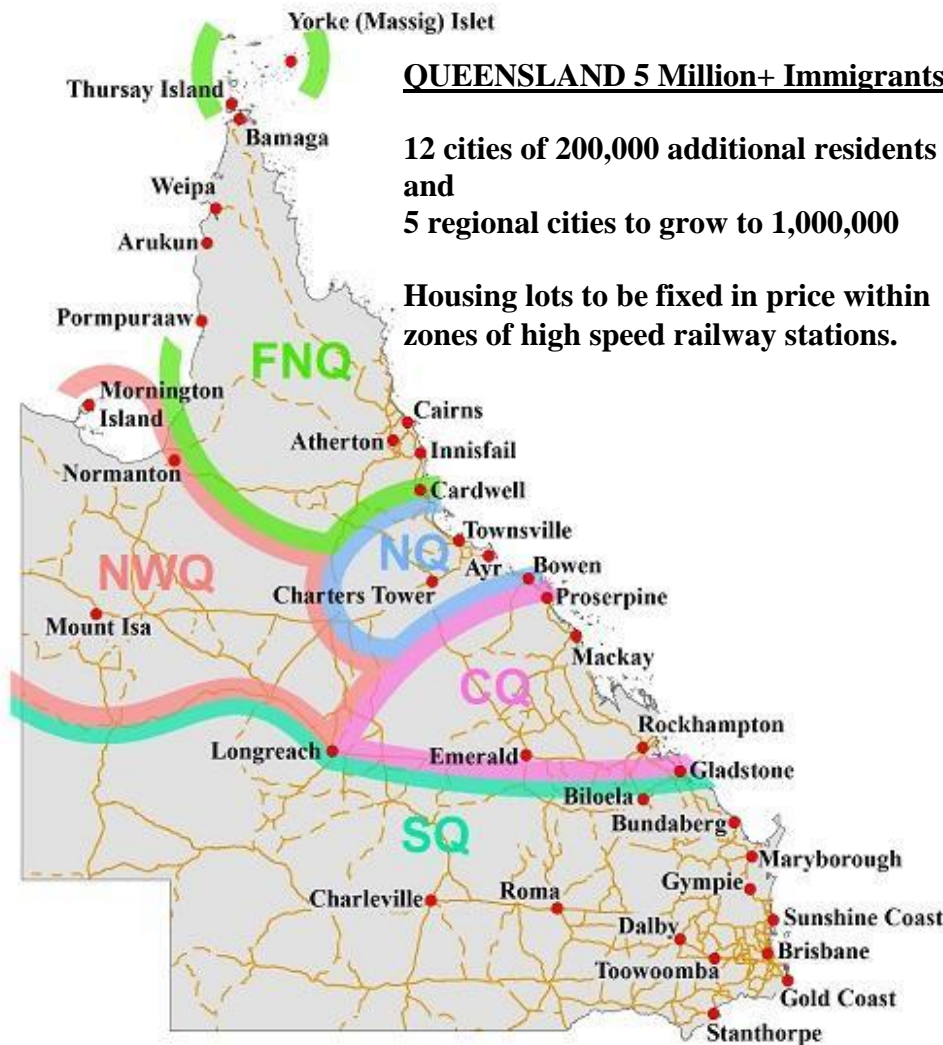 Yorke (Massig) Islet
QUEENSLAND 5 Million+ Immigrants
Thursay Island
Bamaga
12 cities of 200,000 additional residents
and
5 regional cities to grow to 1,000,000
Weipa
Arukun
Housing lots to be fixed in price within
zones of high speed railway stations.
Pormpuraaw
FNQ
Mornington
Island
Cairns
Atherton
Innisfail
Normanton
Cardwell
Townsville
NQ
Ayr
NWQ
Bowen
Charters Tower
Proserpine
Mount Isa
Mackay
CQ
Rockhampton
Longreach
Emerald
Gladstone
Biloela
Bundaberg
SQ
Maryborough
Gympie
Charleville
Roma
Sunshine Coast
Dalby
Brisbane
Toowoomba
Gold Coast
Stanthorpe